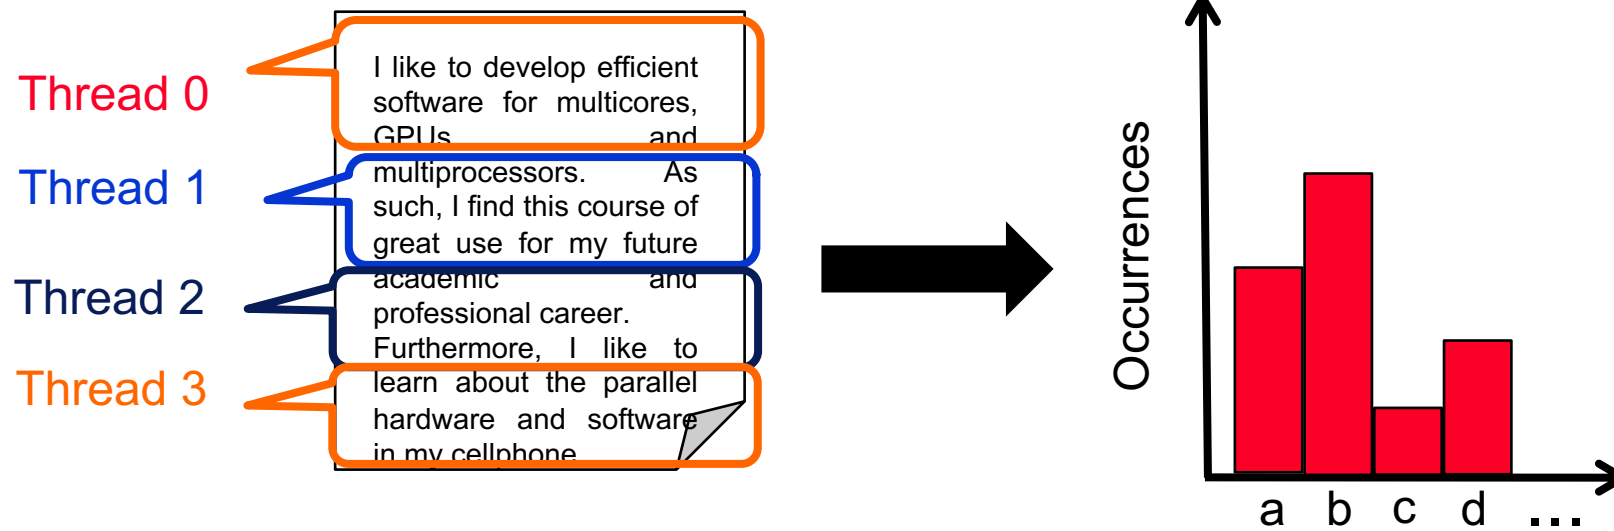 Thread 0
Thread 1
Thread 2
Thread 3
I like to develop efficient
software for multicores,
GPUs and
multiprocessors. As
such, I find this course of
great use for my future
academic and
professional career.
Furthermore, I like to
learn about the parallel
hardware and software
in my cellphone
Occurrences
a b c d ...